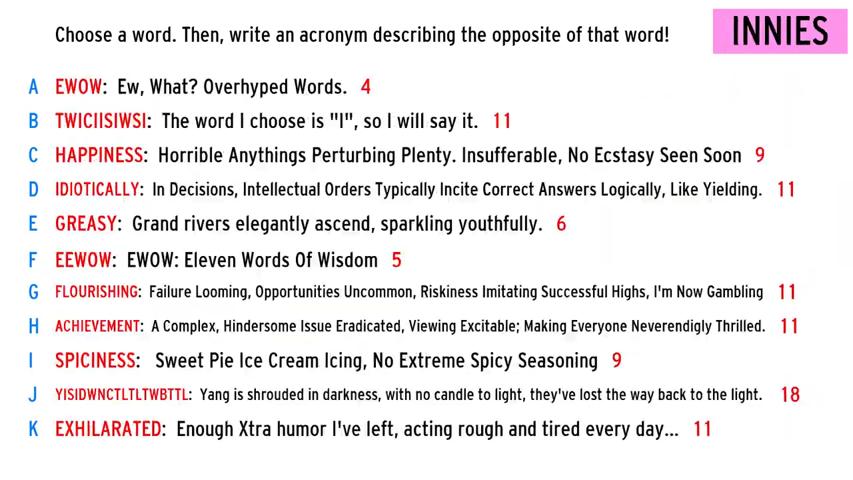 Choose a word. Then, write an acronym describing the opposite of that word!
INNIES
A EWOW: Ew, What? Overhyped Words. 4
B TWICIISIWSI: The word I choose is "I", so I will say it. 11
C HAPPINESS: Horrible Anythings Perturbing Plenty. Insufferable, No Ecstasy Seen Soon 9
D IDIOTICALLY: In Decisions, Intellectual Orders Typically Incite Correct Answers Logically, Like Yielding. 11
E GREASY: Grand rivers elegantly ascend, sparkling youthfully. 6
F EEWOW: EWOW: Eleven Words Of Wisdom 5
G FLOURISHING: Failure Looming, Opportunities Uncommon, Riskiness Imitating Successful Highs, I'm Now Gambling 11
H ACHIEVEMENT: A Complex, Hindersome Issue Eradicated, Viewing Excitable; Making Everyone Neverendigly Thrilled. 11
I SPICINESS: Sweet Pie Ice Cream Icing, No Extreme Spicy Seasoning 9
J YISIDWNCTLTLTWBTTL: Yang is shrouded in darkness, with no candle to light, they've lost the way back to the light. 18
K EXHILARATED: Enough Xtra humor I've left, acting rough and tired every day... 11